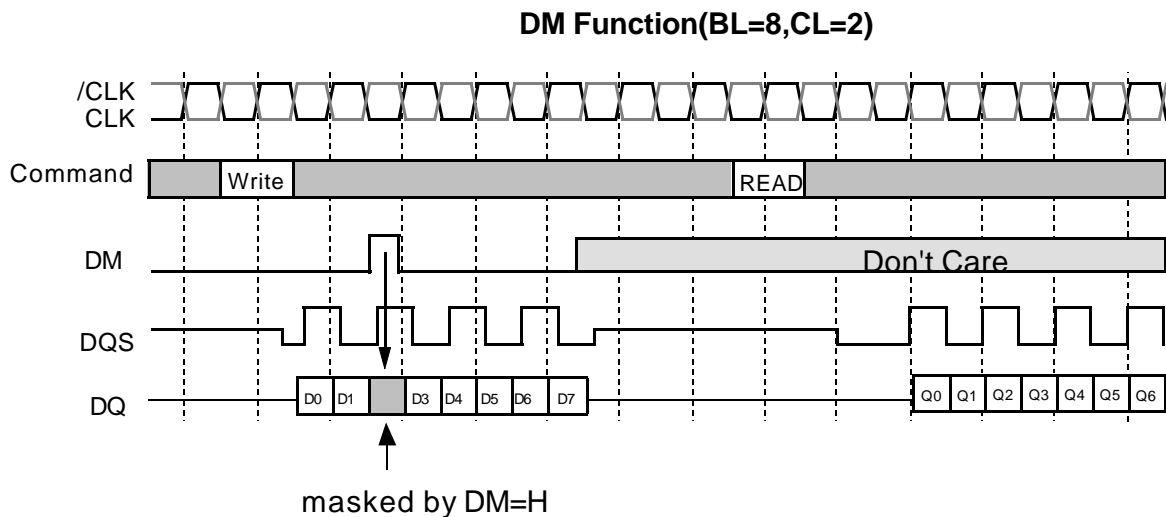 DM Function(BL=8,CL=2)
/CLK
CLK
Command
Write
READ
DM
Don't Care
DQS
DQ
D0 D1 D3 D4 D5 D6 D7
Q0 Q1 Q2 Q3 Q4 Q5 Q6
masked by DM=H